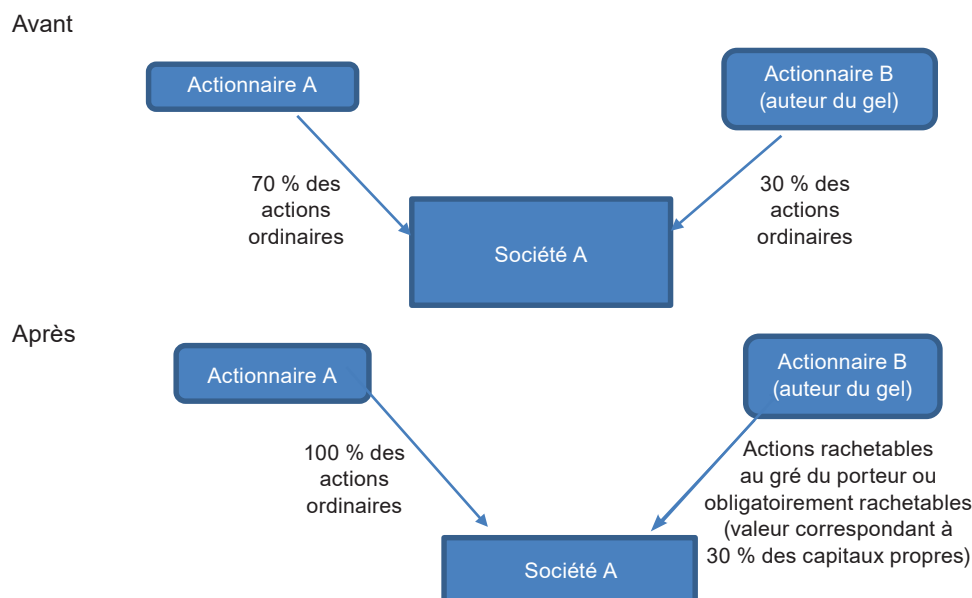 Avant
Actionnaire A
Actionnaire B
(auteur du gel)
70 % des
actions
ordinaires
30 % des
actions
ordinaires
Société A
Après
Actionnaire A
Actionnaire B
(auteur du gel)
100 % des
actions
ordinaires
Actions rachetables
au gré du porteur ou
obligatoirement rachetables
(valeur correspondant à
30 % des capitaux propres)
Société A